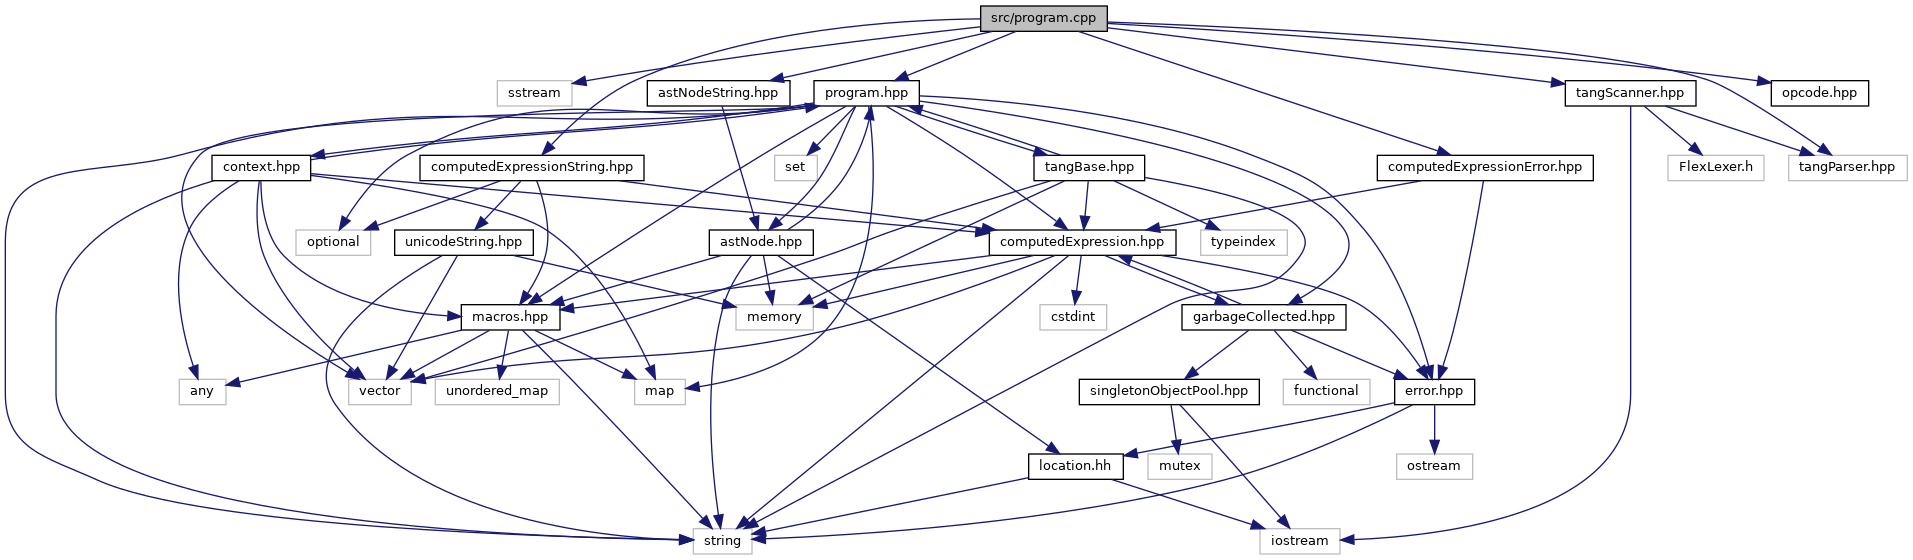 src/program.cpp
sstream
astNodeString.hpp
program.hpp
tangScanner.hpp
opcode.hpp
context.hpp
computedExpressionString.hpp
set
tangBase.hpp
computedExpressionError.hpp
FlexLexer.h
tangParser.hpp
optional
unicodeString.hpp
astNode.hpp
computedExpression.hpp
typeindex
macros.hpp
memory
cstdint
garbageCollected.hpp
any
vector
unordered_map
map
singletonObjectPool.hpp
functional
error.hpp
location.hh
mutex
ostream
string
iostream